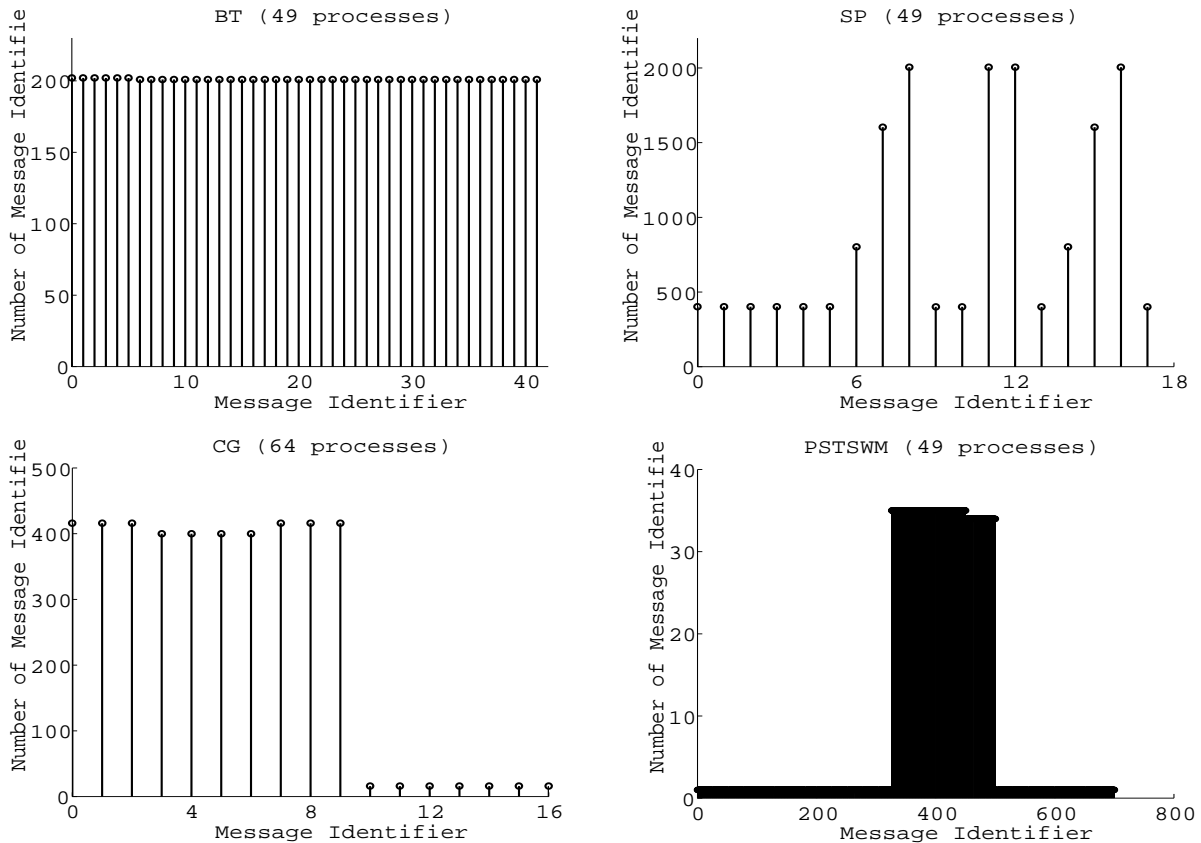 BT (49 processes)
Number of Message Identifie
200
150
100
50
0
0 10 20 30 40
Message Identifier
SP (49 processes)
Number of Message Identifie
2000
1500
1000
500
0
0 6 12 18
Message Identifier
CG (64 processes)
Number of Message Identifie
500
400
300
200
100
0
0 4 8 12 16
Message Identifier
PSTSWM (49 processes)
Number of Message Identifie
40
30
20
10
0
0 200 400 600 800
Message Identifier